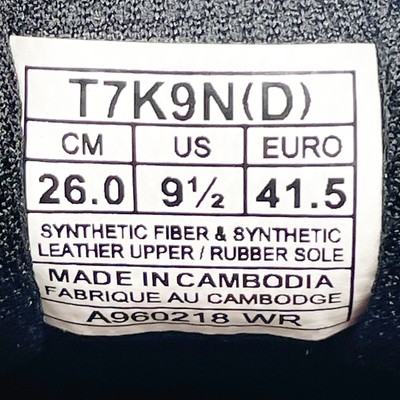 T7K9N(D)
CM US EURO
26.0 9½ 41.5
SYNTHETIC FIBER & SYNTHETIC
LEATHER UPPER / RUBBER SOLE
MADE IN CAMBODIA
FABRIQUE AU CAMBODGE
A960218 WR